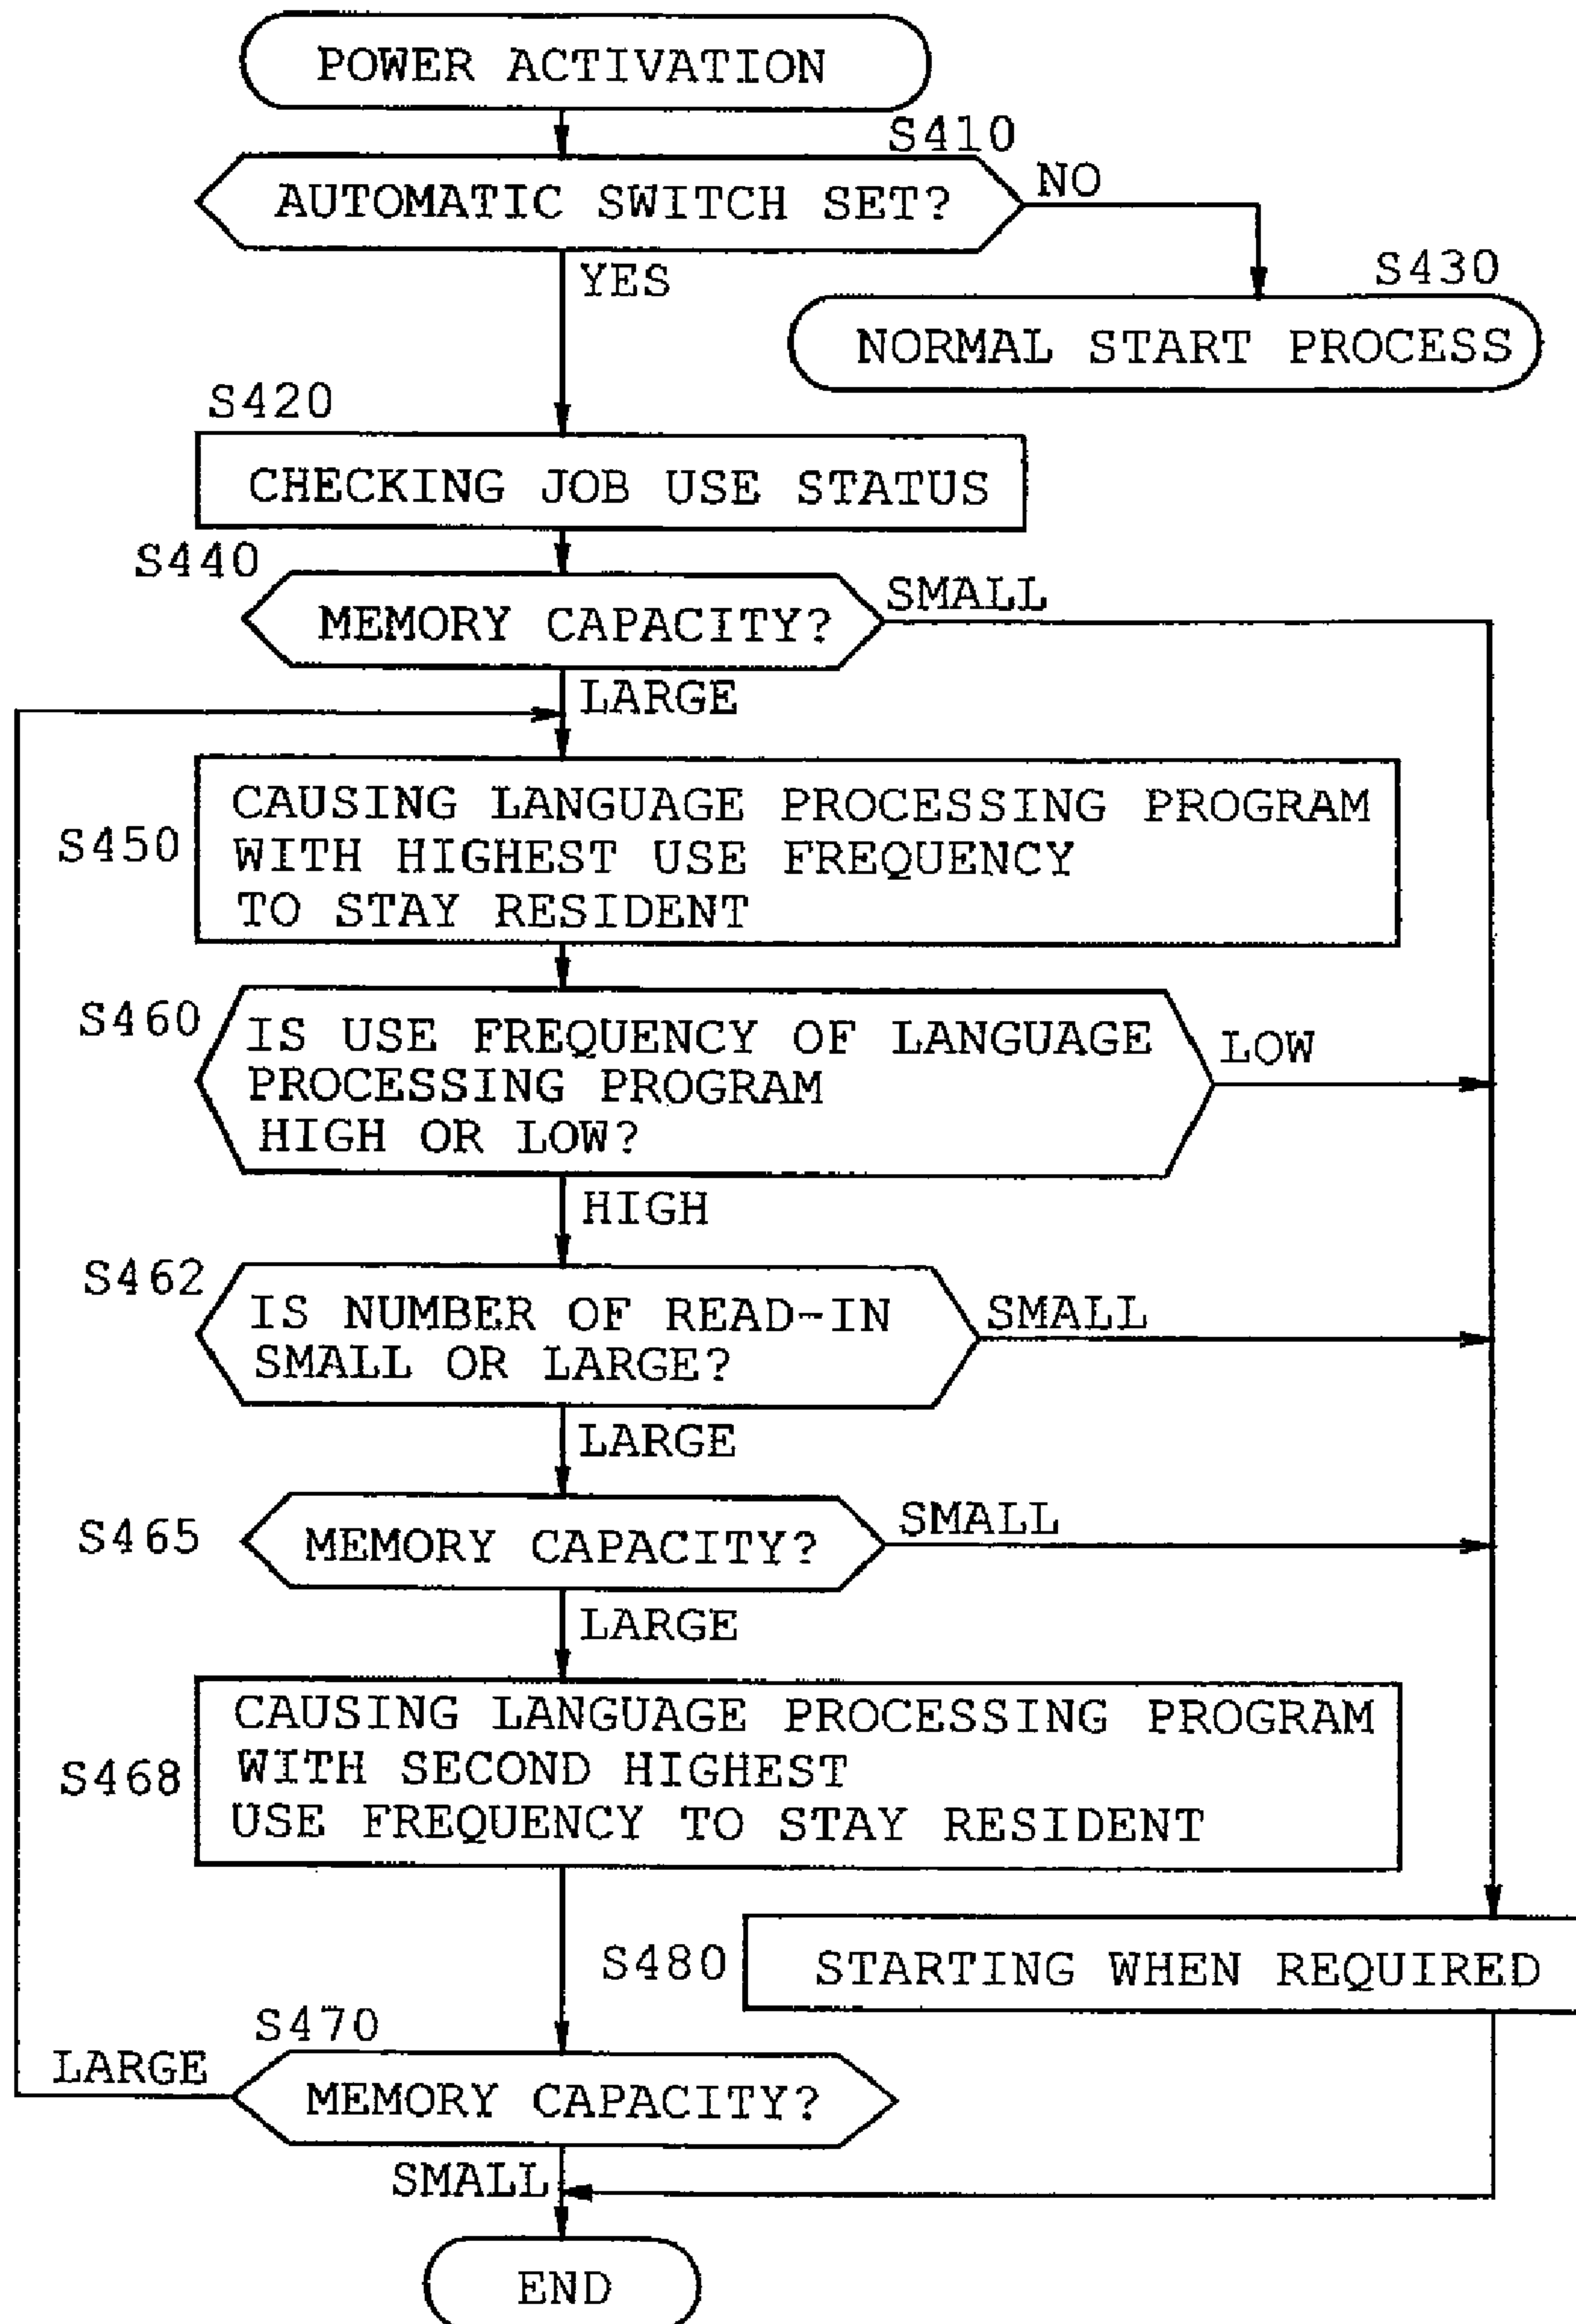 POWER ACTIVATION
S410
AUTOMATIC SWITCH SET?
NO
YES
S430
NORMAL START PROCESS
S420
CHECKING JOB USE STATUS
S440
MEMORY CAPACITY?
SMALL
LARGE
S450
CAUSING LANGUAGE PROCESSING PROGRAM
WITH HIGHEST USE FREQUENCY
TO STAY RESIDENT
S460
IS USE FREQUENCY OF LANGUAGE
PROCESSING PROGRAM
HIGH OR LOW?
LOW
HIGH
S462
IS NUMBER OF READ-IN
SMALL OR LARGE?
SMALL
LARGE
S465
MEMORY CAPACITY?
SMALL
LARGE
S468
CAUSING LANGUAGE PROCESSING PROGRAM
WITH SECOND HIGHEST
USE FREQUENCY TO STAY RESIDENT
S480
STARTING WHEN REQUIRED
S470
LARGE
MEMORY CAPACITY?
SMALL
END